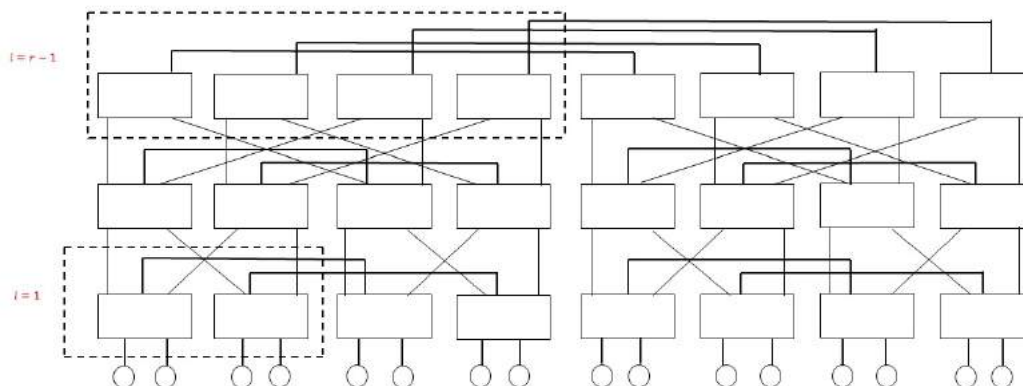 l = r − 1
l = 1